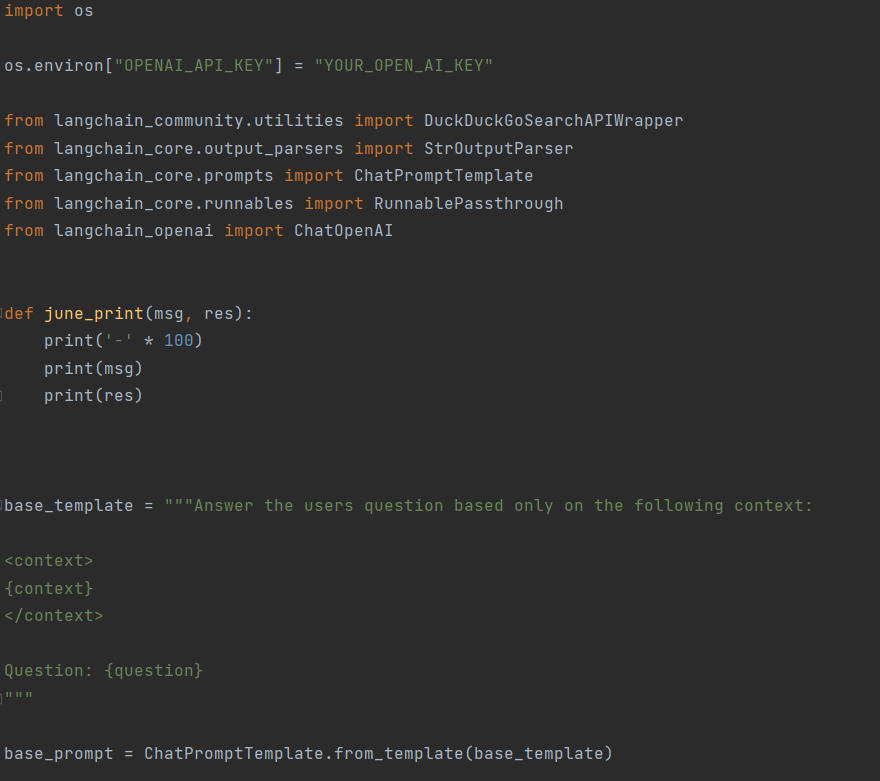 import os
os.environ["OPENAI_API_KEY"] = "YOUR_OPEN_AI_KEY"
from langchain_community.utilities import DuckDuckGoSearchAPIWrapper
from langchain_core.output_parsers import StrOutputParser
from langchain_core.prompts import ChatPromptTemplate
from langchain_core.runnables import RunnablePassthrough
from langchain_openai import ChatOpenAI
def june_print(msg, res):
    print('-' * 100)
    print(msg)
    print(res)
base_template = """Answer the users question based only on the following context:
<context>
{context}
</context>
Question: {question}
"""
base_prompt = ChatPromptTemplate.from_template(base_template)